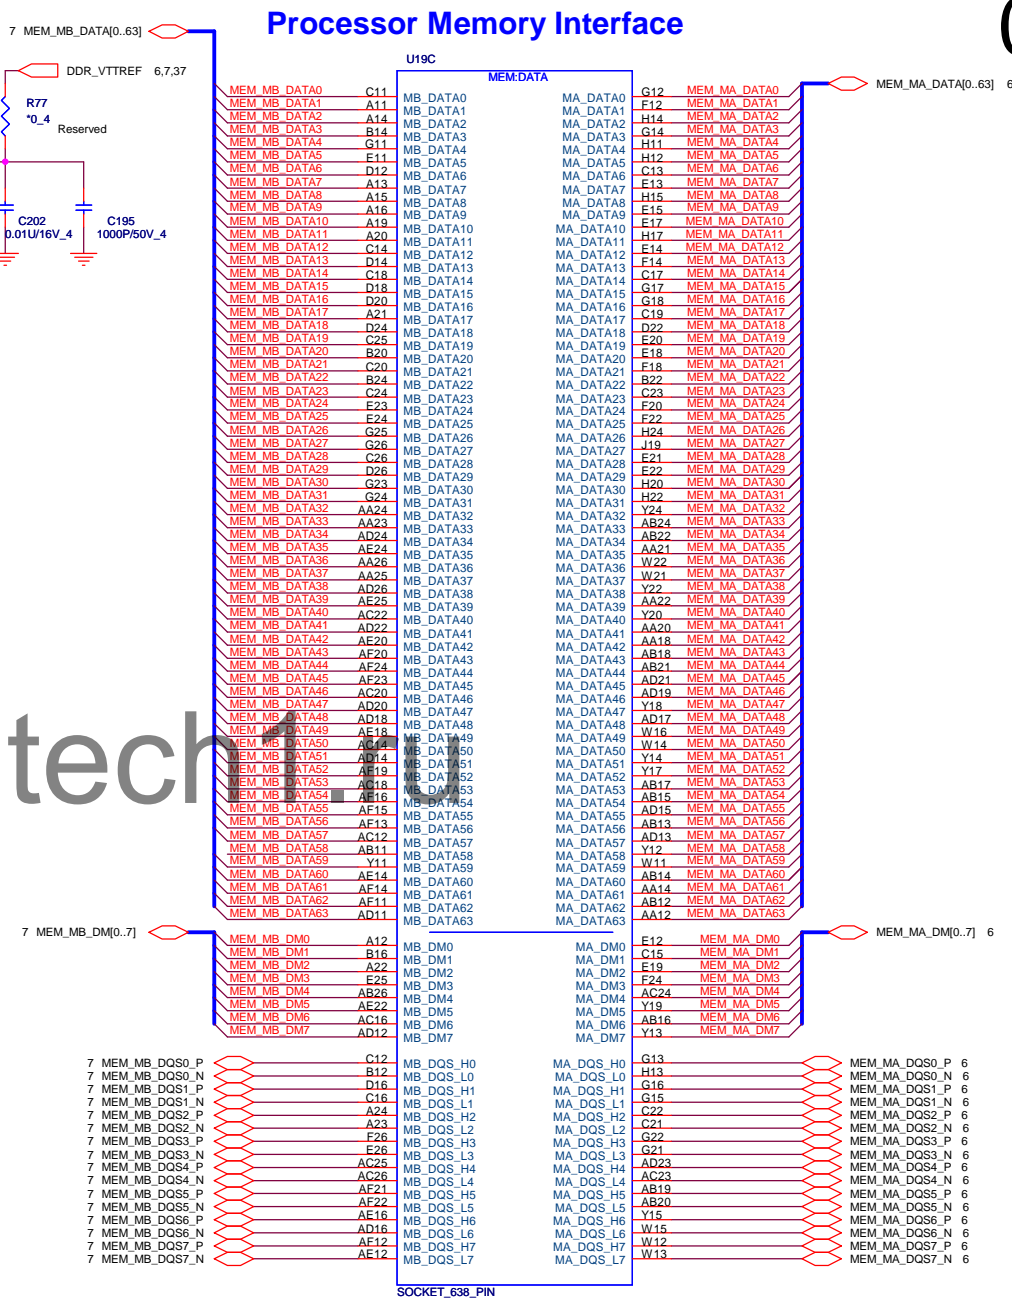 Processor Memory Interface
7 MEM_MB_DATA[0..63]
DDR_VTTREF 6,7,37
R77
*0_4
Reserved
C202
0.01U/16V_4
C195
1000P/50V_4
U19C
MEM:DATA
MEM_MA_DATA[0..63] 6
MEM_MB_DATA0 C11 MB_DATA0 MA_DATA0 G12 MEM_MA_DATA0
MEM_MB_DATA1 A11 MB_DATA1 MA_DATA1 F12 MEM_MA_DATA1
MEM_MB_DATA2 A14 MB_DATA2 MA_DATA2 H14 MEM_MA_DATA2
MEM_MB_DATA3 B14 MB_DATA3 MA_DATA3 G14 MEM_MA_DATA3
MEM_MB_DATA4 G11 MB_DATA4 MA_DATA4 H11 MEM_MA_DATA4
MEM_MB_DATA5 E11 MB_DATA5 MA_DATA5 H12 MEM_MA_DATA5
MEM_MB_DATA6 D12 MB_DATA6 MA_DATA6 C13 MEM_MA_DATA6
MEM_MB_DATA7 A13 MB_DATA7 MA_DATA7 E13 MEM_MA_DATA7
MEM_MB_DATA8 A15 MB_DATA8 MA_DATA8 H15 MEM_MA_DATA8
MEM_MB_DATA9 A16 MB_DATA9 MA_DATA9 E15 MEM_MA_DATA9
MEM_MB_DATA10 A19 MB_DATA10 MA_DATA10 E17 MEM_MA_DATA10
MEM_MB_DATA11 A20 MB_DATA11 MA_DATA11 H17 MEM_MA_DATA11
MEM_MB_DATA12 C14 MB_DATA12 MA_DATA12 E14 MEM_MA_DATA12
MEM_MB_DATA13 D14 MB_DATA13 MA_DATA13 F14 MEM_MA_DATA13
MEM_MB_DATA14 C18 MB_DATA14 MA_DATA14 C17 MEM_MA_DATA14
MEM_MB_DATA15 D18 MB_DATA15 MA_DATA15 G17 MEM_MA_DATA15
MEM_MB_DATA16 D20 MB_DATA16 MA_DATA16 G18 MEM_MA_DATA16
MEM_MB_DATA17 A21 MB_DATA17 MA_DATA17 C19 MEM_MA_DATA17
MEM_MB_DATA18 D24 MB_DATA18 MA_DATA18 D22 MEM_MA_DATA18
MEM_MB_DATA19 C25 MB_DATA19 MA_DATA19 E20 MEM_MA_DATA19
MEM_MB_DATA20 B20 MB_DATA20 MA_DATA20 E18 MEM_MA_DATA20
MEM_MB_DATA21 C20 MB_DATA21 MA_DATA21 F18 MEM_MA_DATA21
MEM_MB_DATA22 B24 MB_DATA22 MA_DATA22 B22 MEM_MA_DATA22
MEM_MB_DATA23 C24 MB_DATA23 MA_DATA23 C23 MEM_MA_DATA23
MEM_MB_DATA24 E23 MB_DATA24 MA_DATA24 F20 MEM_MA_DATA24
MEM_MB_DATA25 E24 MB_DATA25 MA_DATA25 F22 MEM_MA_DATA25
MEM_MB_DATA26 G25 MB_DATA26 MA_DATA26 H24 MEM_MA_DATA26
MEM_MB_DATA27 G26 MB_DATA27 MA_DATA27 J19 MEM_MA_DATA27
MEM_MB_DATA28 C26 MB_DATA28 MA_DATA28 E21 MEM_MA_DATA28
MEM_MB_DATA29 D26 MB_DATA29 MA_DATA29 E22 MEM_MA_DATA29
MEM_MB_DATA30 G23 MB_DATA30 MA_DATA30 H20 MEM_MA_DATA30
MEM_MB_DATA31 G24 MB_DATA31 MA_DATA31 H22 MEM_MA_DATA31
MEM_MB_DATA32 AA24 MB_DATA32 MA_DATA32 Y24 MEM_MA_DATA32
MEM_MB_DATA33 AA23 MB_DATA33 MA_DATA33 AB24 MEM_MA_DATA33
MEM_MB_DATA34 AD24 MB_DATA34 MA_DATA34 AB22 MEM_MA_DATA34
MEM_MB_DATA35 AE24 MB_DATA35 MA_DATA35 AA21 MEM_MA_DATA35
MEM_MB_DATA36 AA26 MB_DATA36 MA_DATA36 W22 MEM_MA_DATA36
MEM_MB_DATA37 AA25 MB_DATA37 MA_DATA37 W21 MEM_MA_DATA37
MEM_MB_DATA38 AD26 MB_DATA38 MA_DATA38 Y22 MEM_MA_DATA38
MEM_MB_DATA39 AE25 MB_DATA39 MA_DATA39 AA22 MEM_MA_DATA39
MEM_MB_DATA40 AC22 MB_DATA40 MA_DATA40 Y20 MEM_MA_DATA40
MEM_MB_DATA41 AD22 MB_DATA41 MA_DATA41 AA20 MEM_MA_DATA41
MEM_MB_DATA42 AE20 MB_DATA42 MA_DATA42 AA18 MEM_MA_DATA42
MEM_MB_DATA43 AF20 MB_DATA43 MA_DATA43 AB18 MEM_MA_DATA43
MEM_MB_DATA44 AF24 MB_DATA44 MA_DATA44 AB21 MEM_MA_DATA44
MEM_MB_DATA45 AF23 MB_DATA45 MA_DATA45 AD21 MEM_MA_DATA45
MEM_MB_DATA46 AC20 MB_DATA46 MA_DATA46 AD19 MEM_MA_DATA46
MEM_MB_DATA47 AD20 MB_DATA47 MA_DATA47 Y18 MEM_MA_DATA47
MEM_MB_DATA48 AD18 MB_DATA48 MA_DATA48 AD17 MEM_MA_DATA48
MEM_MB_DATA49 AE18 MB_DATA49 MA_DATA49 W16 MEM_MA_DATA49
MEM_MB_DATA50 AC14 MB_DATA50 MA_DATA50 W14 MEM_MA_DATA50
MEM_MB_DATA51 AD14 MB_DATA51 MA_DATA51 Y14 MEM_MA_DATA51
MEM_MB_DATA52 AF19 MB_DATA52 MA_DATA52 Y17 MEM_MA_DATA52
MEM_MB_DATA53 AC18 MB_DATA53 MA_DATA53 AB17 MEM_MA_DATA53
MEM_MB_DATA54 AF16 MB_DATA54 MA_DATA54 AB15 MEM_MA_DATA54
MEM_MB_DATA55 AF15 MB_DATA55 MA_DATA55 AD15 MEM_MA_DATA55
MEM_MB_DATA56 AF13 MB_DATA56 MA_DATA56 AB13 MEM_MA_DATA56
MEM_MB_DATA57 AC12 MB_DATA57 MA_DATA57 AD13 MEM_MA_DATA57
MEM_MB_DATA58 AB11 MB_DATA58 MA_DATA58 Y12 MEM_MA_DATA58
MEM_MB_DATA59 Y11 MB_DATA59 MA_DATA59 W11 MEM_MA_DATA59
MEM_MB_DATA60 AE14 MB_DATA60 MA_DATA60 AB14 MEM_MA_DATA60
MEM_MB_DATA61 AF14 MB_DATA61 MA_DATA61 AA14 MEM_MA_DATA61
MEM_MB_DATA62 AF11 MB_DATA62 MA_DATA62 AB12 MEM_MA_DATA62
MEM_MB_DATA63 AD11 MB_DATA63 MA_DATA63 AA12 MEM_MA_DATA63
tech1.ru
7 MEM_MB_DM[0..7]
MEM_MA_DM[0..7] 6
MEM_MB_DM0 A12 MB_DM0 MA_DM0 E12 MEM_MA_DM0
MEM_MB_DM1 B16 MB_DM1 MA_DM1 C15 MEM_MA_DM1
MEM_MB_DM2 A22 MB_DM2 MA_DM2 E19 MEM_MA_DM2
MEM_MB_DM3 E25 MB_DM3 MA_DM3 F24 MEM_MA_DM3
MEM_MB_DM4 AB26 MB_DM4 MA_DM4 AC24 MEM_MA_DM4
MEM_MB_DM5 AE22 MB_DM5 MA_DM5 Y19 MEM_MA_DM5
MEM_MB_DM6 AC16 MB_DM6 MA_DM6 AB16 MEM_MA_DM6
MEM_MB_DM7 AD12 MB_DM7 MA_DM7 Y13 MEM_MA_DM7
7 MEM_MB_DQS0_P C12 MB_DQS_H0 MA_DQS_H0 G13 MEM_MA_DQS0_P 6
7 MEM_MB_DQS0_N B12 MB_DQS_L0 MA_DQS_L0 H13 MEM_MA_DQS0_N 6
7 MEM_MB_DQS1_P D16 MB_DQS_H1 MA_DQS_H1 G16 MEM_MA_DQS1_P 6
7 MEM_MB_DQS1_N C16 MB_DQS_L1 MA_DQS_L1 G15 MEM_MA_DQS1_N 6
7 MEM_MB_DQS2_P A24 MB_DQS_H2 MA_DQS_H2 C22 MEM_MA_DQS2_P 6
7 MEM_MB_DQS2_N A23 MB_DQS_L2 MA_DQS_L2 C21 MEM_MA_DQS2_N 6
7 MEM_MB_DQS3_P F26 MB_DQS_H3 MA_DQS_H3 G22 MEM_MA_DQS3_P 6
7 MEM_MB_DQS3_N E26 MB_DQS_L3 MA_DQS_L3 G21 MEM_MA_DQS3_N 6
7 MEM_MB_DQS4_P AC25 MB_DQS_H4 MA_DQS_H4 AD23 MEM_MA_DQS4_P 6
7 MEM_MB_DQS4_N AC26 MB_DQS_L4 MA_DQS_L4 AC23 MEM_MA_DQS4_N 6
7 MEM_MB_DQS5_P AF21 MB_DQS_H5 MA_DQS_H5 AB19 MEM_MA_DQS5_P 6
7 MEM_MB_DQS5_N AF22 MB_DQS_L5 MA_DQS_L5 AB20 MEM_MA_DQS5_N 6
7 MEM_MB_DQS6_P AE16 MB_DQS_H6 MA_DQS_H6 Y15 MEM_MA_DQS6_P 6
7 MEM_MB_DQS6_N AD16 MB_DQS_L6 MA_DQS_L6 W15 MEM_MA_DQS6_N 6
7 MEM_MB_DQS7_P AF12 MB_DQS_H7 MA_DQS_H7 W12 MEM_MA_DQS7_P 6
7 MEM_MB_DQS7_N AE12 MB_DQS_L7 MA_DQS_L7 W13 MEM_MA_DQS7_N 6
SOCKET_638_PIN